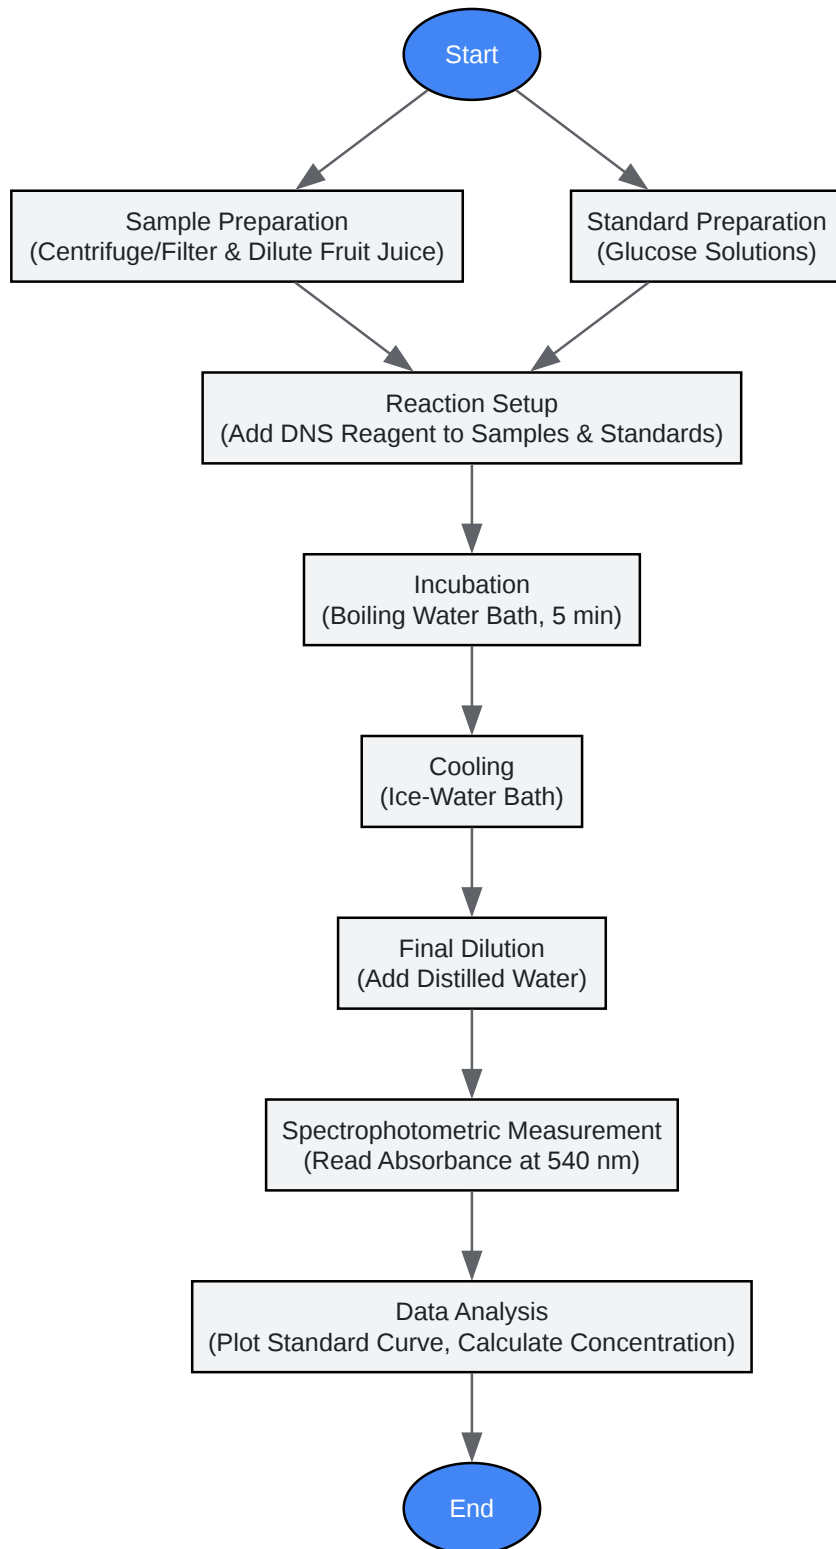 Start
Sample Preparation
(Centrifuge/Filter & Dilute Fruit Juice)
Standard Preparation
(Glucose Solutions)
Reaction Setup
(Add DNS Reagent to Samples & Standards)
Incubation
(Boiling Water Bath, 5 min)
Cooling
(Ice-Water Bath)
Final Dilution
(Add Distilled Water)
Spectrophotometric Measurement
(Read Absorbance at 540 nm)
Data Analysis
(Plot Standard Curve, Calculate Concentration)
End